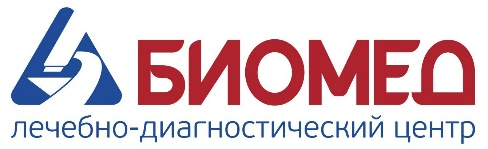 БИОМЕД
лечебно-диагностический центр